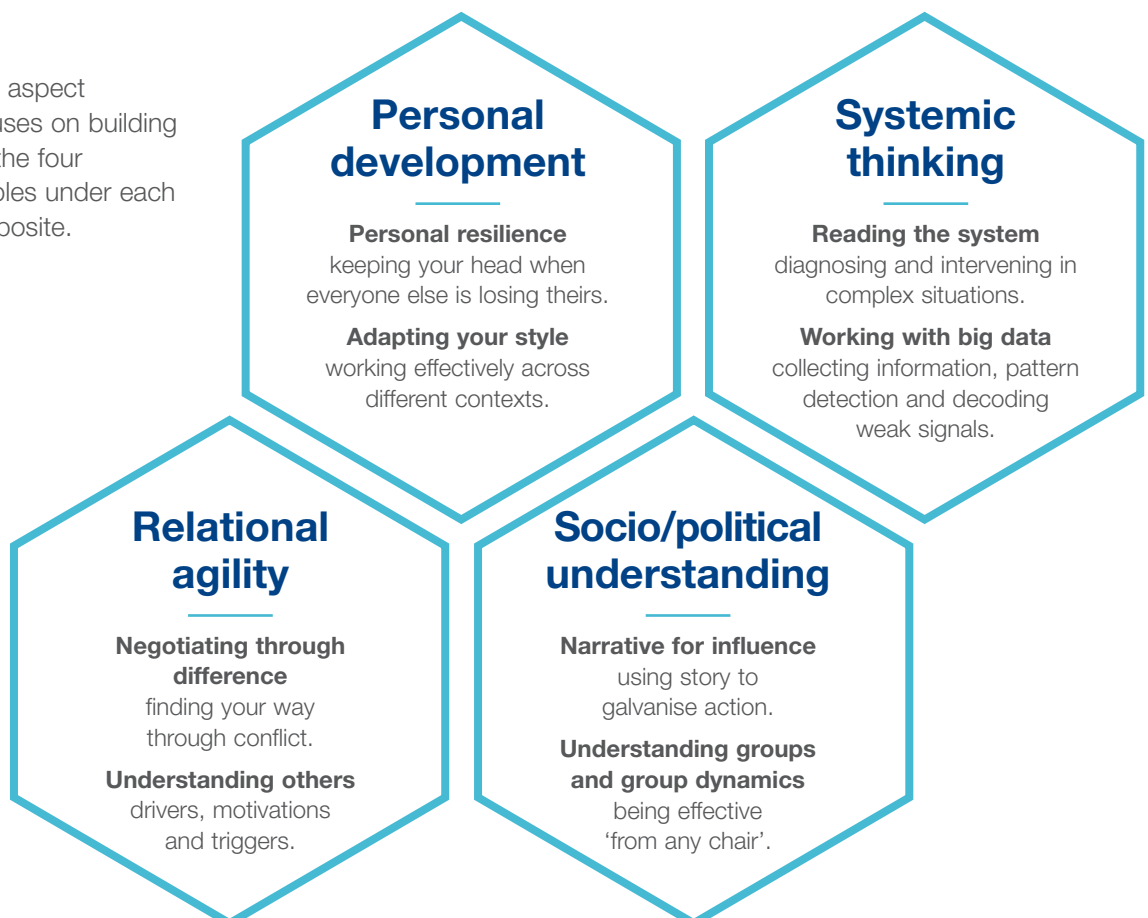 aspect
uses on building
the four
ples under each
posite.
Personal
development
Personal resilience
keeping your head when
everyone else is losing theirs.
Adapting your style
working effectively across
different contexts.
Systemic
thinking
Reading the system
diagnosing and intervening in
complex situations.
Working with big data
collecting information, pattern
detection and decoding
weak signals.
Relational
agility
Negotiating through
difference
finding your way
through conflict.
Understanding others
drivers, motivations
and triggers.
Socio/political
understanding
Narrative for influence
using story to
galvanise action.
Understanding groups
and group dynamics
being effective
‘from any chair’.